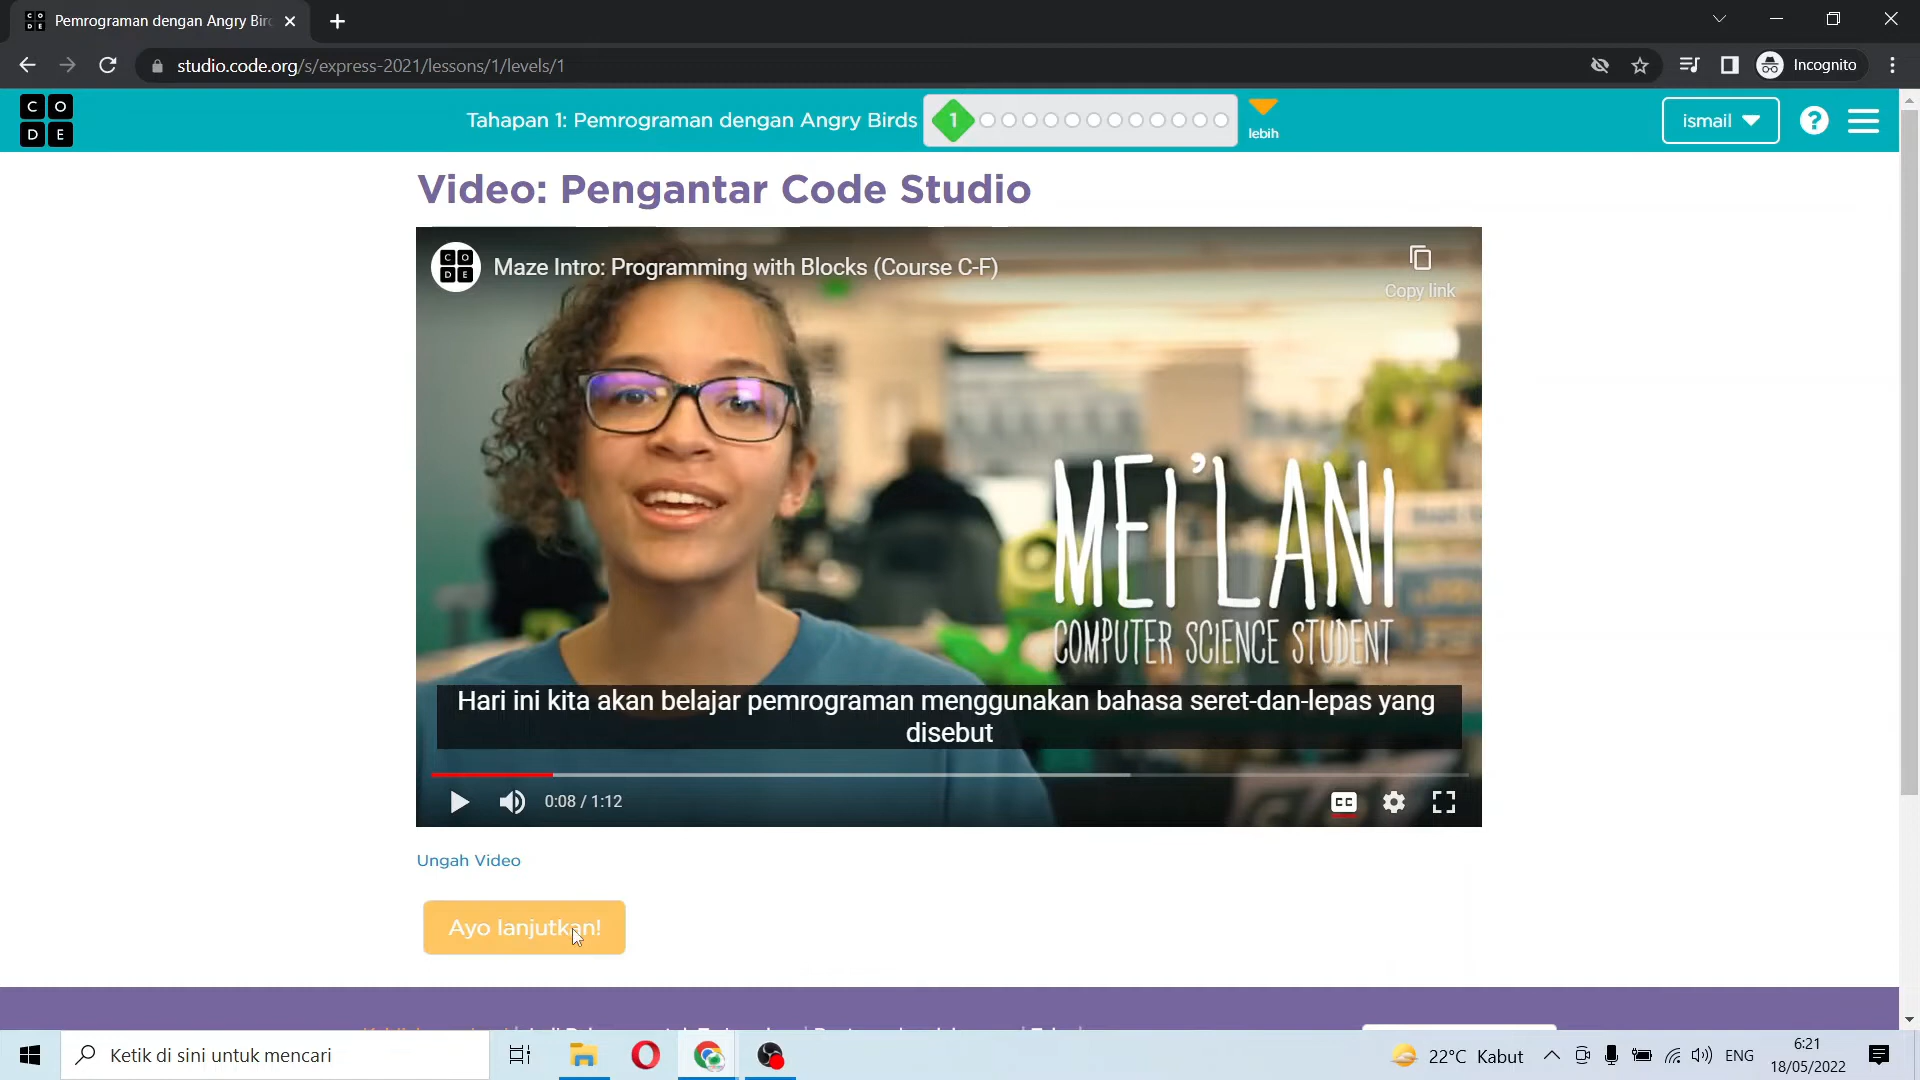 Pemrograman dengan Angry Bir
studio.code.org/s/express-2021/lessons/1/levels/1
Incognito
C O
D E
Tahapan 1: Pemrograman dengan Angry Birds
1
lebih
ismail
?
Video: Pengantar Code Studio
Maze Intro: Programming with Blocks (Course C-F)
Copy link
MEI'LANI
COMPUTER SCIENCE STUDENT
Hari ini kita akan belajar pemrograman menggunakan bahasa seret-dan-lepas yang
disebut
0:08 / 1:12
CC
Ungah Video
Ayo lanjutkan!
Ketik di sini untuk mencari
22°C Kabut
ENG
6:21
18/05/2022